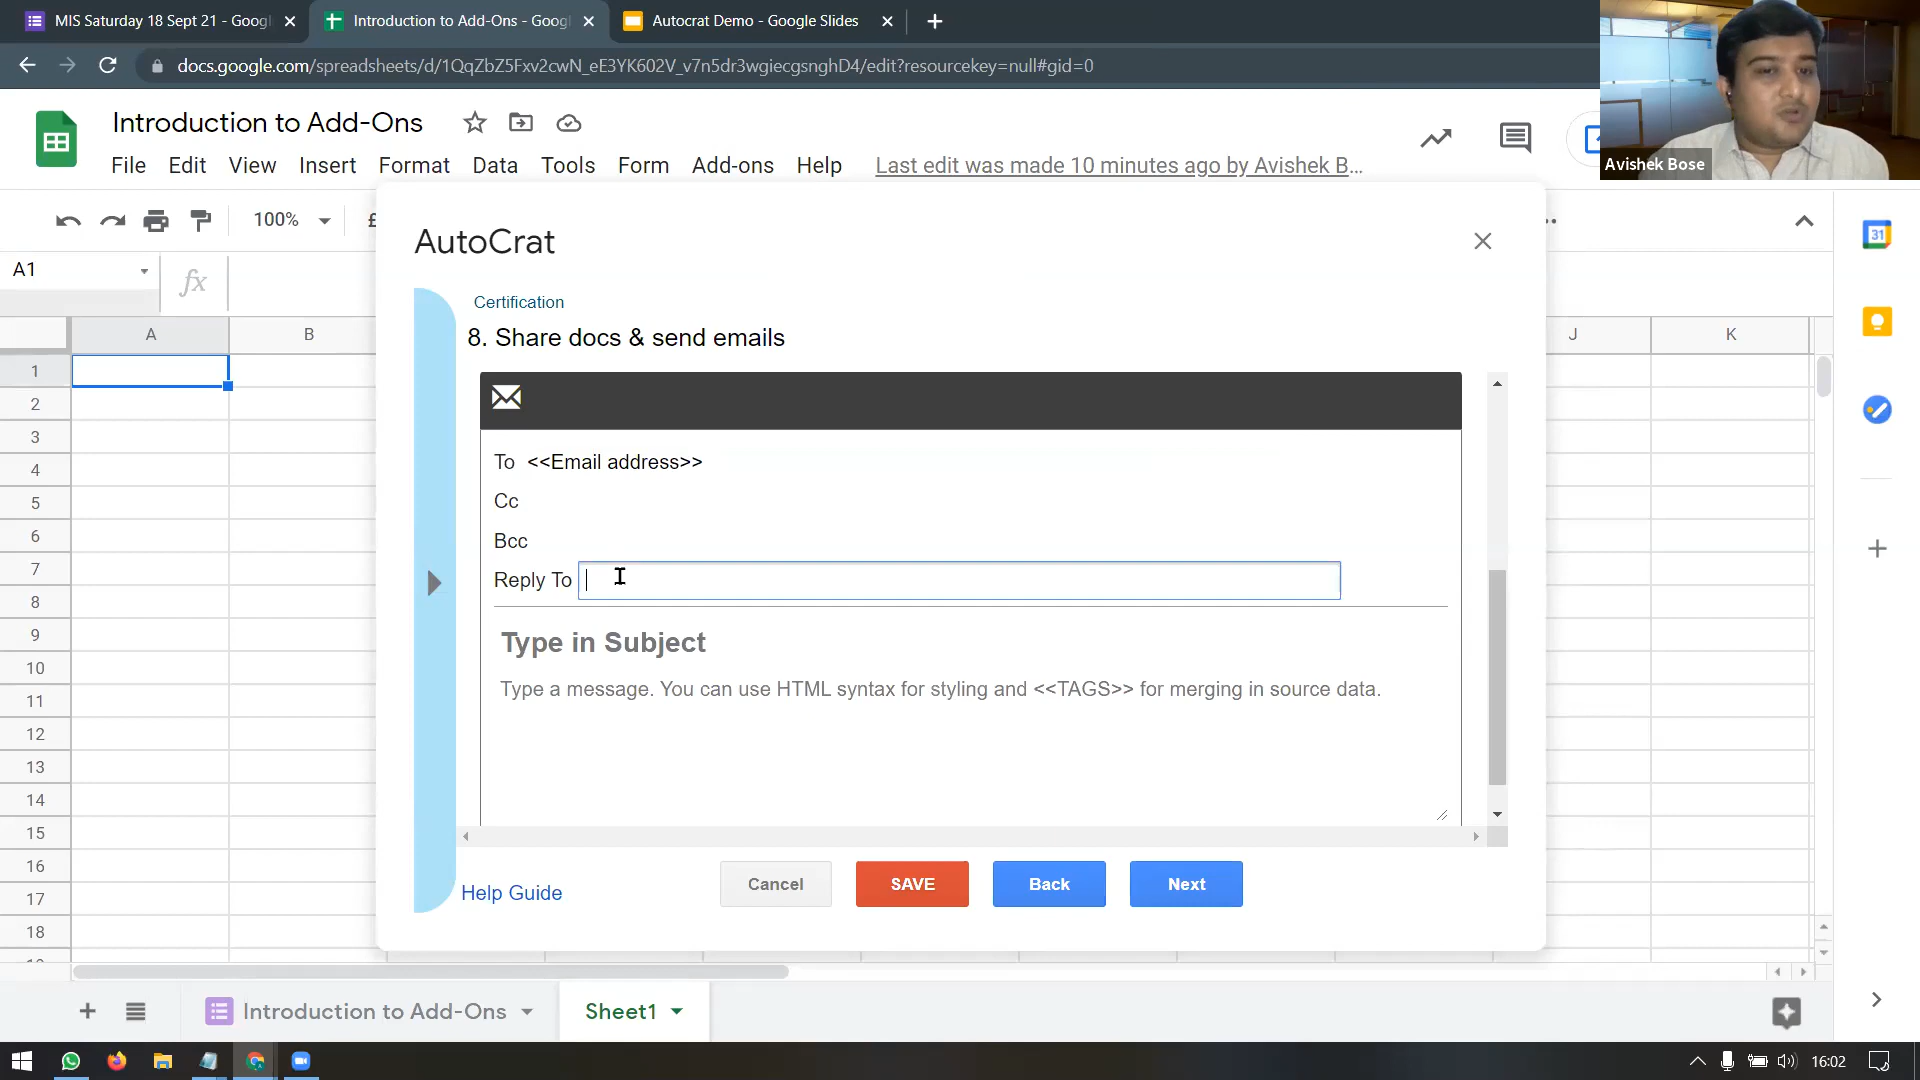 MIS Saturday 18 Sept 21 - Googl
Introduction to Add-Ons - Googl
Autocrat Demo - Google Slides
docs.google.com/spreadsheets/d/1QqZbZ5Fxv2cwN_eE3YK602V_v7n5dr3wgiecgsnghD4/edit?resourcekey=null#gid=0
Introduction to Add-Ons
File Edit View Insert Format Data Tools Form Add-ons Help Last edit was made 10 minutes ago by Avishek B...
Avishek Bose
100%
£
31
A1
fx
A B J K
1
2
3
4
5
6
7
8
9
10
11
12
13
14
15
16
17
18
AutoCrat
Certification
8. Share docs & send emails
To <<Email address>>
Cc
Bcc
Reply To
Type in Subject
Type a message. You can use HTML syntax for styling and <<TAGS>> for merging in source data.
Help Guide
Cancel
SAVE
Back
Next
Introduction to Add-Ons
Sheet1
16:02